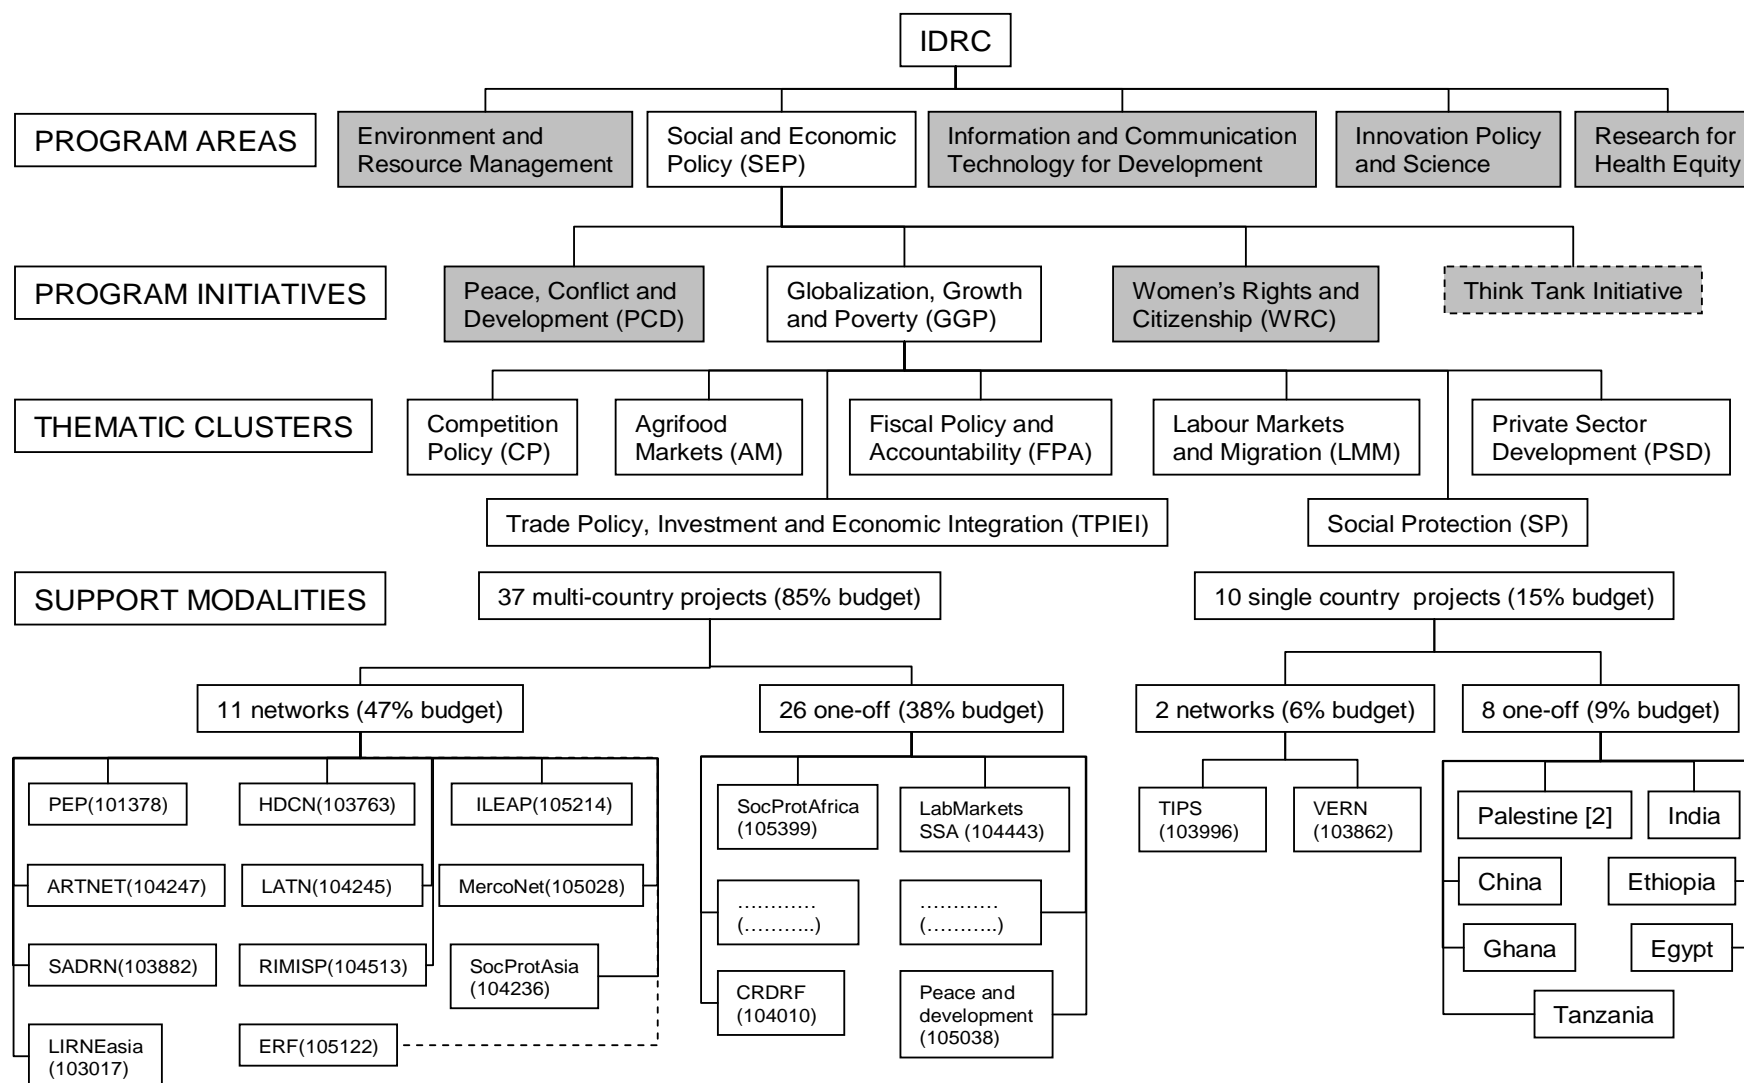 IDRC
PROGRAM AREAS
Environment and
Resource Management
Social and Economic
Policy (SEP)
Information and Communication
Technology for Development
Innovation Policy
and Science
Research for
Health Equity
PROGRAM INITIATIVES
Peace, Conflict and
Development (PCD)
Globalization, Growth
and Poverty (GGP)
Women's Rights and
Citizenship (WRC)
Think Tank Initiative
THEMATIC CLUSTERS
Competition
Policy (CP)
Agrifood
Markets (AM)
Fiscal Policy and
Accountability (FPA)
Labour Markets
and Migration (LMM)
Private Sector
Development (PSD)
Trade Policy, Investment and Economic Integration (TPIEI)
Social Protection (SP)
SUPPORT MODALITIES
37 multi-country projects (85% budget)
10 single country  projects (15% budget)
11 networks (47% budget)
26 one-off (38% budget)
2 networks (6% budget)
8 one-off (9% budget)
PEP(101378)
HDCN(103763)
ILEAP(105214)
ARTNET(104247)
LATN(104245)
MercoNet(105028)
SADRN(103882)
RIMISP(104513)
SocProtAsia
(104236)
LIRNEasia
(103017)
ERF(105122)
SocProtAfrica
(105399)
LabMarkets
SSA (104443)
…………
(………..)
…………
(………..)
CRDRF
(104010)
Peace and
development
(105038)
TIPS
(103996)
VERN
(103862)
Palestine [2]
India
China
Ethiopia
Ghana
Egypt
Tanzania